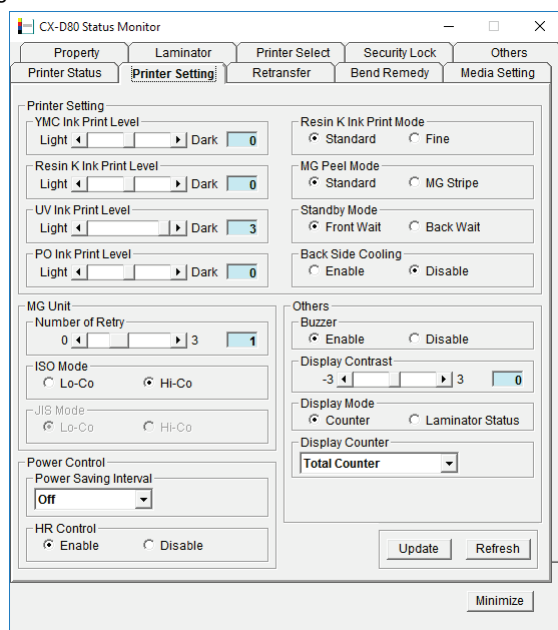 CX-D80 Status Monitor
Property Laminator Printer Select Security Lock Others
Printer Status Printer Setting Retransfer Bend Remedy Media Setting
Printer Setting
YMC Ink Print Level
Light Dark 0
Resin K Ink Print Level
Light Dark 0
UV Ink Print Level
Light Dark 3
PO Ink Print Level
Light Dark 0
Resin K Ink Print Mode
Standard Fine
MG Peel Mode
Standard MG Stripe
Standby Mode
Front Wait Back Wait
Back Side Cooling
Enable Disable
MG Unit
Number of Retry
0 3 1
ISO Mode
Lo-Co Hi-Co
JIS Mode
Lo-Co Hi-Co
Power Control
Power Saving Interval
Off
HR Control
Enable Disable
Others
Buzzer
Enable Disable
Display Contrast
-3 3 0
Display Mode
Counter Laminator Status
Display Counter
Total Counter
Update Refresh
Minimize